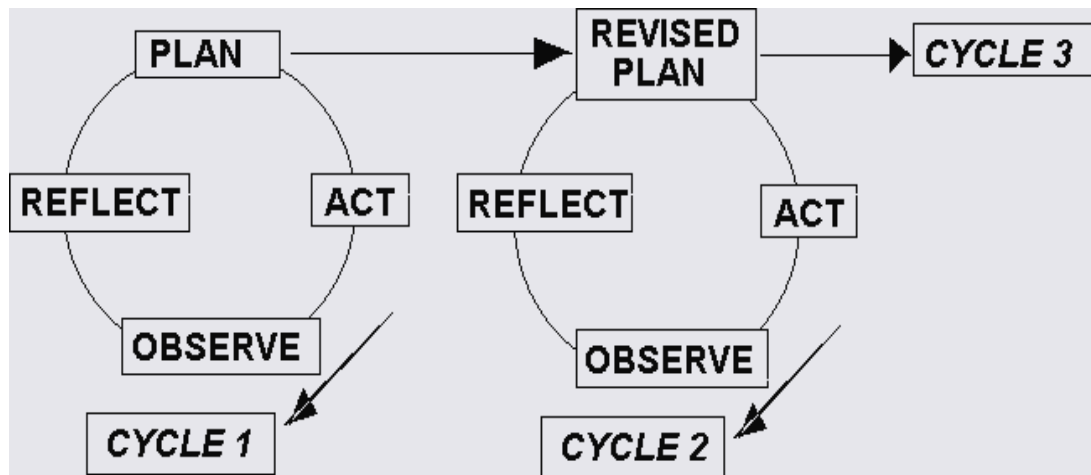 PLAN
REVISED
PLAN
CYCLE 3
REFLECT
ACT
REFLECT
ACT
OBSERVE
OBSERVE
CYCLE 1
CYCLE 2